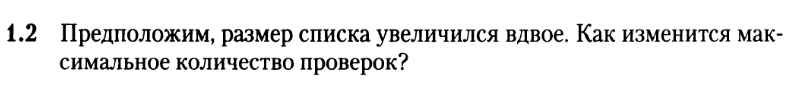 1.2 Предположим, размер списка увеличился вдвое. Как изменится мак-
симальное количество проверок?